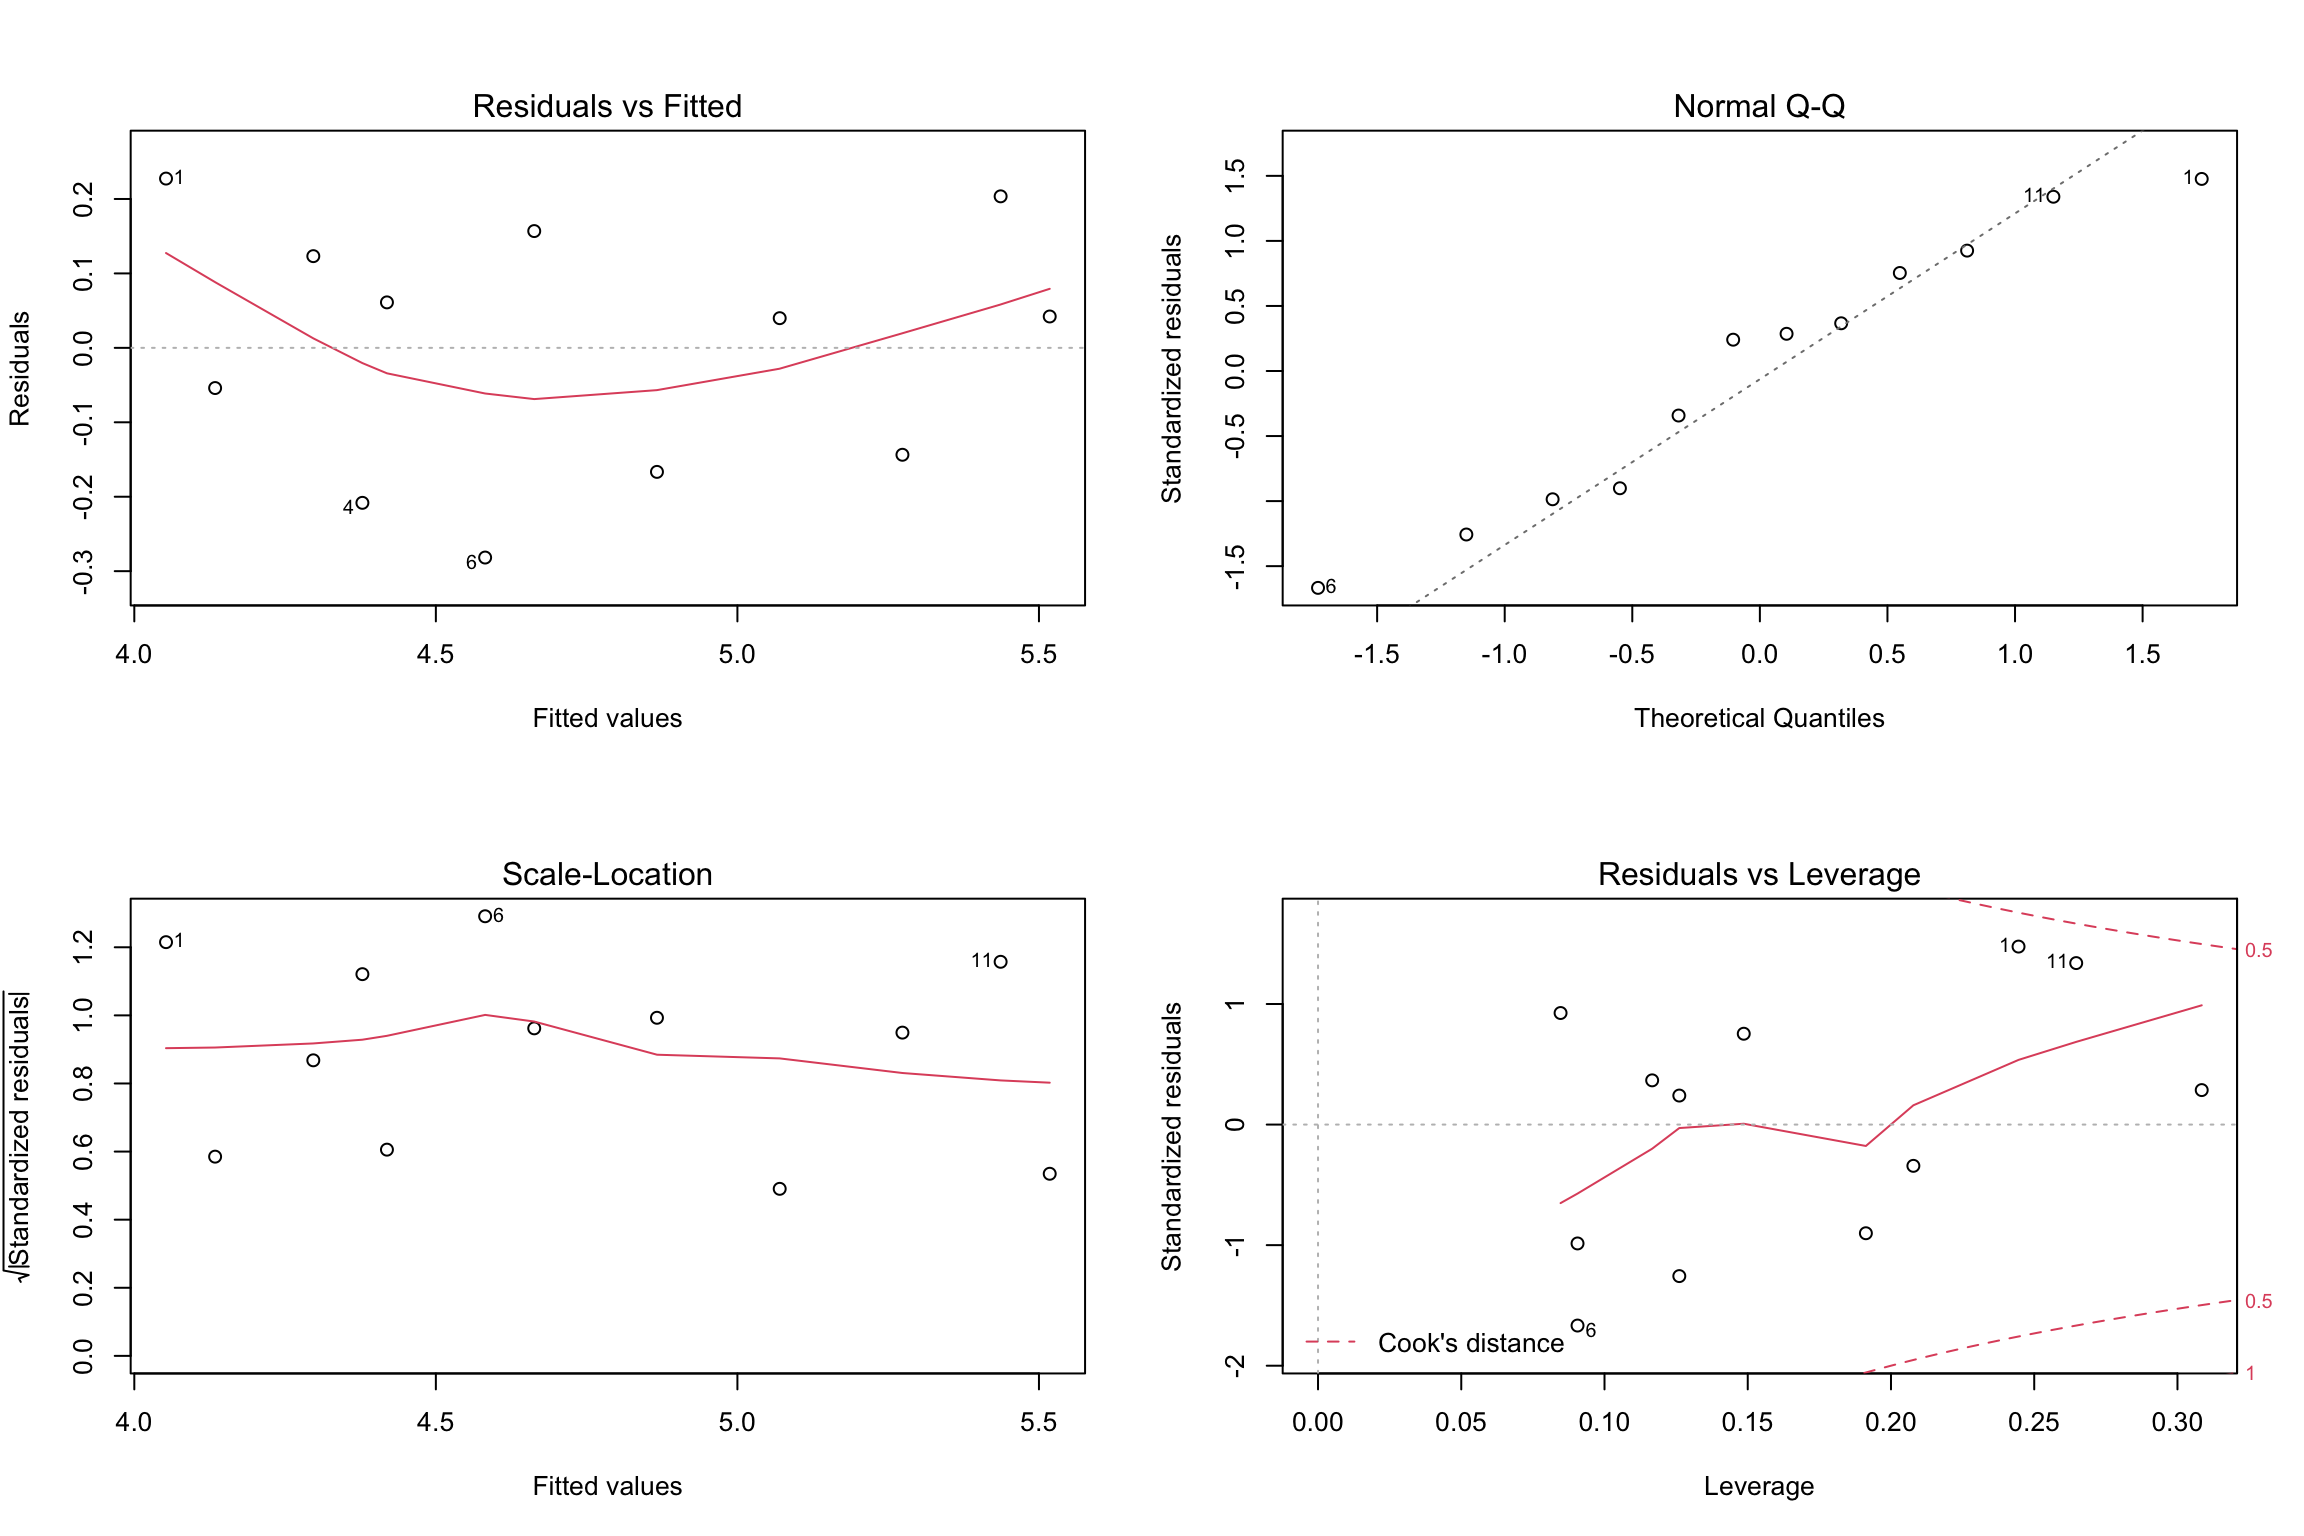 Residuals vs Fitted
Residuals
0.2
0.1
0.0
-0.1
-0.2
-0.3
1
4
6
4.0 4.5 5.0 5.5
Fitted values
Normal Q-Q
Standardized residuals
1.5
1.0
0.5
0.0
-0.5
-1.5
1
11
6
-1.5 -1.0 -0.5 0.0 0.5 1.0 1.5
Theoretical Quantiles
Scale-Location
√|Standardized residuals|
1.2
1.0
0.8
0.6
0.4
0.2
0.0
1
6
11
4.0 4.5 5.0 5.5
Fitted values
Residuals vs Leverage
Standardized residuals
1
0
-1
-2
1
11
6
0.5
0.5
1
Cook's distance
0.00 0.05 0.10 0.15 0.20 0.25 0.30
Leverage